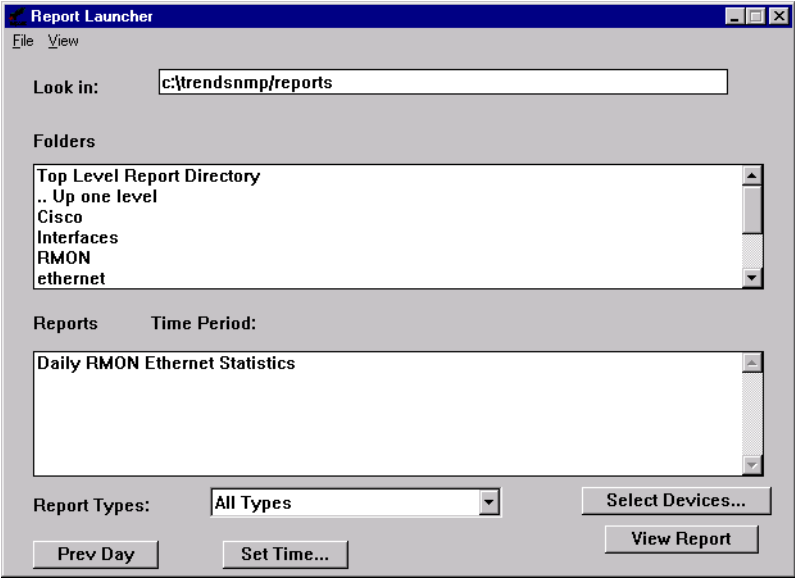 Report Launcher
File View
Look in: c:\trendsnmp/reports
Folders
Top Level Report Directory
.. Up one level
Cisco
Interfaces
RMON
ethernet
Reports Time Period:
Daily RMON Ethernet Statistics
Report Types: All Types Select Devices...
View Report
Prev Day Set Time...